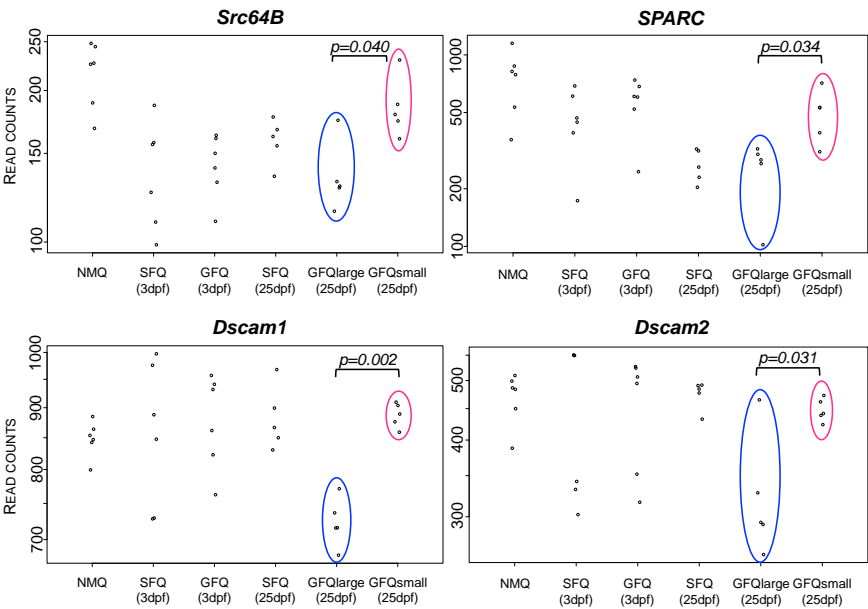 Src64B
SPARC
p=0.040
p=0.034
READ COUNTS
250
200
150
100
1000
500
200
100
NMQ SFQ GFQ SFQ GFQlarge GFQsmall
(3dpf) (3dpf) (25dpf) (25dpf) (25dpf)
NMQ SFQ GFQ SFQ GFQlarge GFQsmall
(3dpf) (3dpf) (25dpf) (25dpf) (25dpf)
Dscam1
Dscam2
p=0.002
p=0.031
READ COUNTS
1000
900
800
700
500
400
300
NMQ SFQ GFQ SFQ GFQlarge GFQsmall
(3dpf) (3dpf) (25dpf) (25dpf) (25dpf)
NMQ SFQ GFQ SFQ GFQlarge GFQsmall
(3dpf) (3dpf) (25dpf) (25dpf) (25dpf)